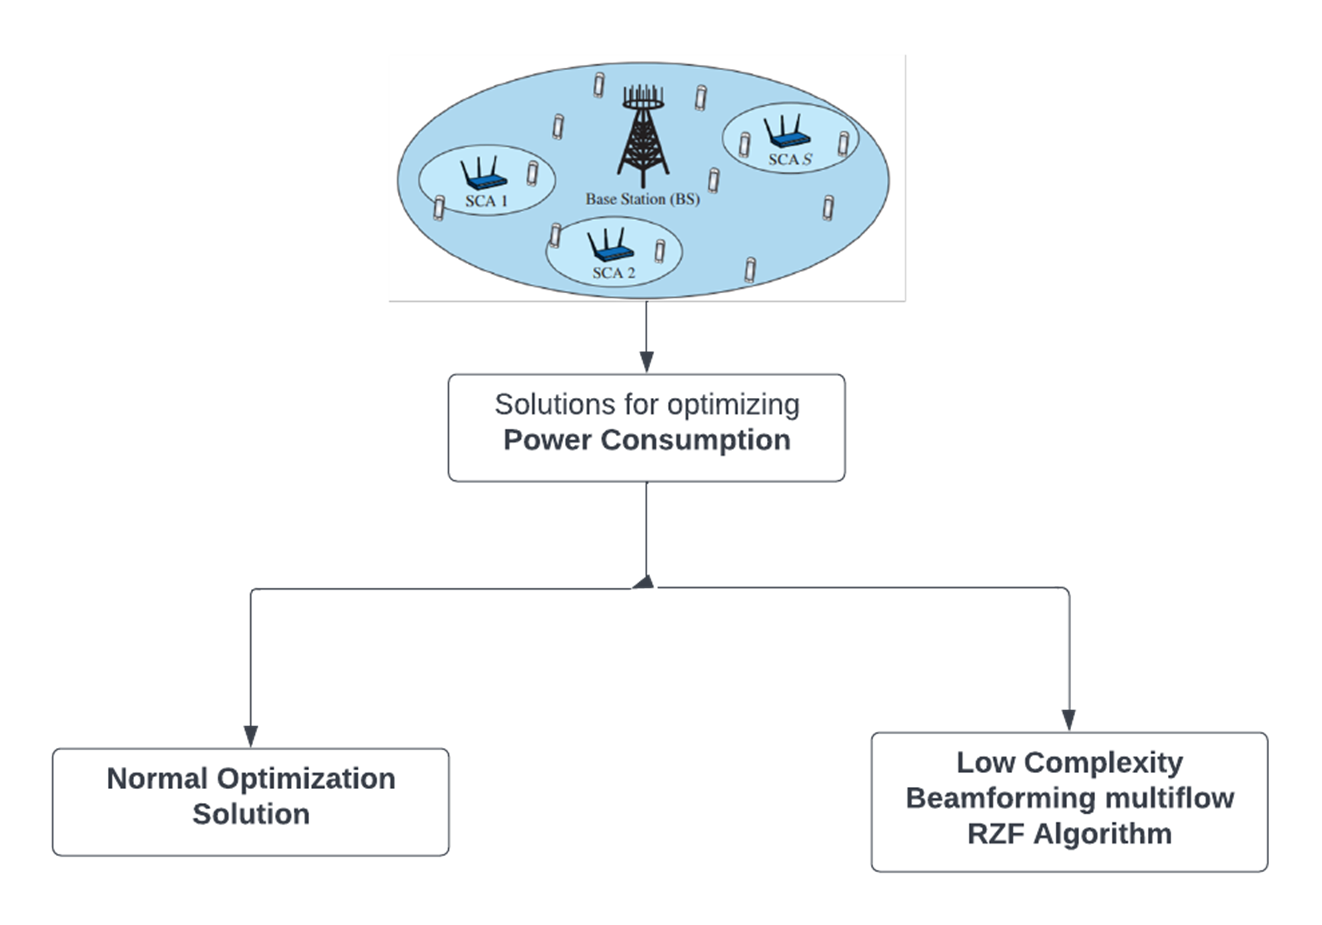 SCA S
SCA 1
Base Station (BS)
SCA 2
Solutions for optimizing
Power Consumption
Normal Optimization
Solution
Low Complexity
Beamforming multiflow
RZF Algorithm